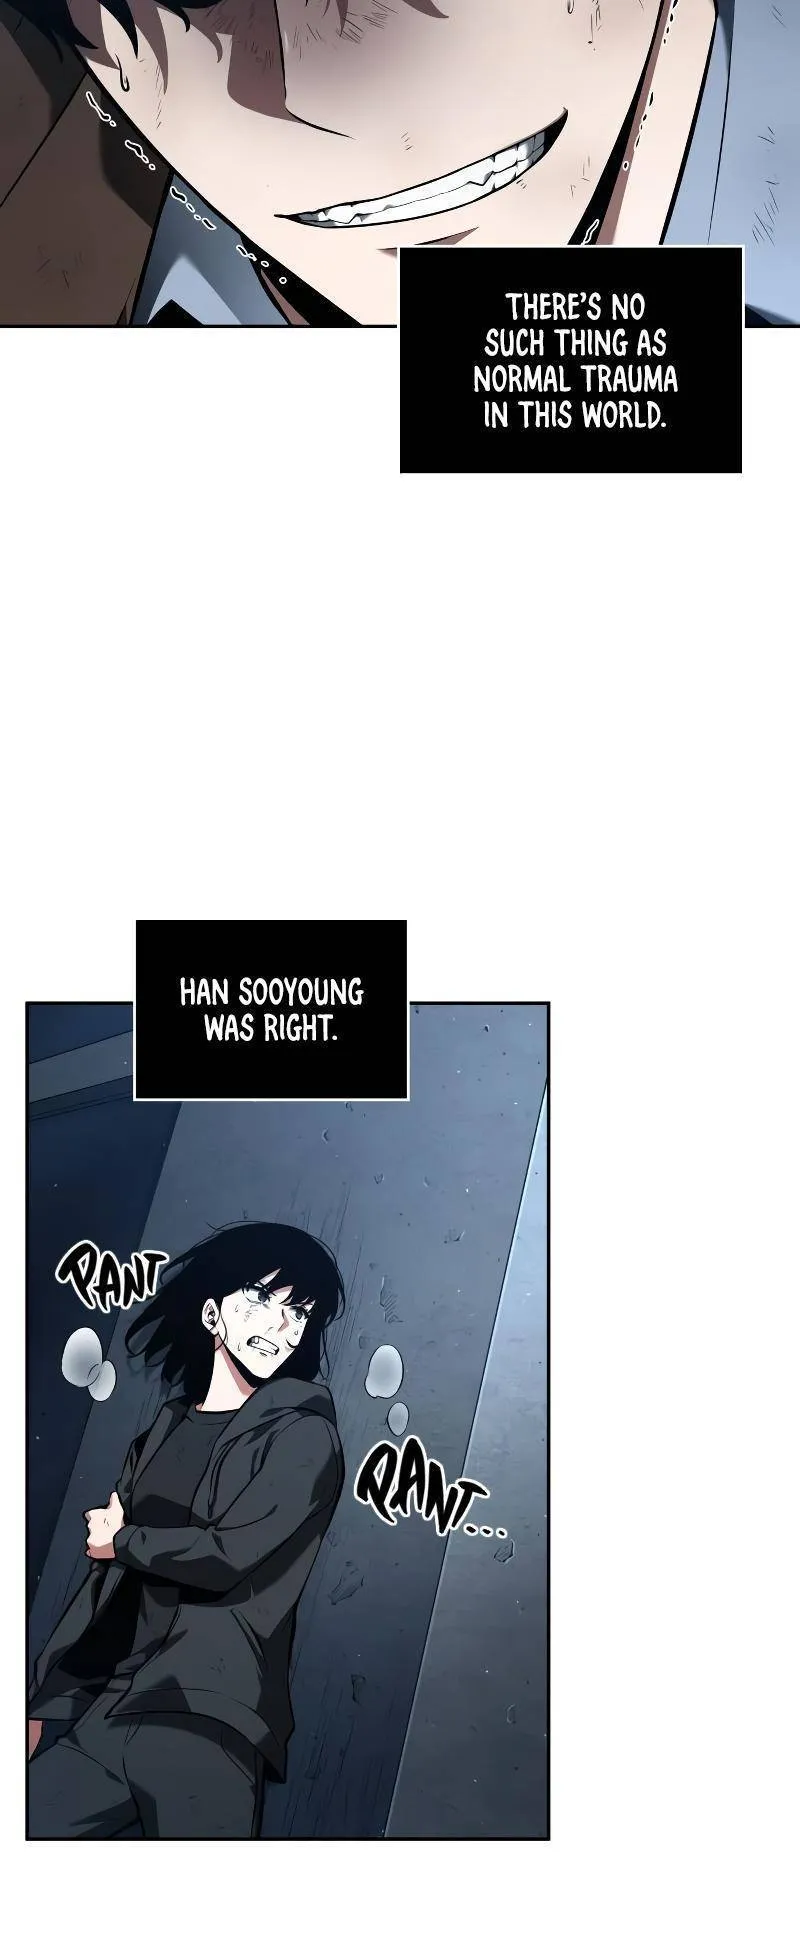 THERE'S NO
SUCH THING AS
NORMAL TRAUMA
IN THIS WORLD.
HAN SOOYOUNG
WAS RIGHT.
PANT
PANT...